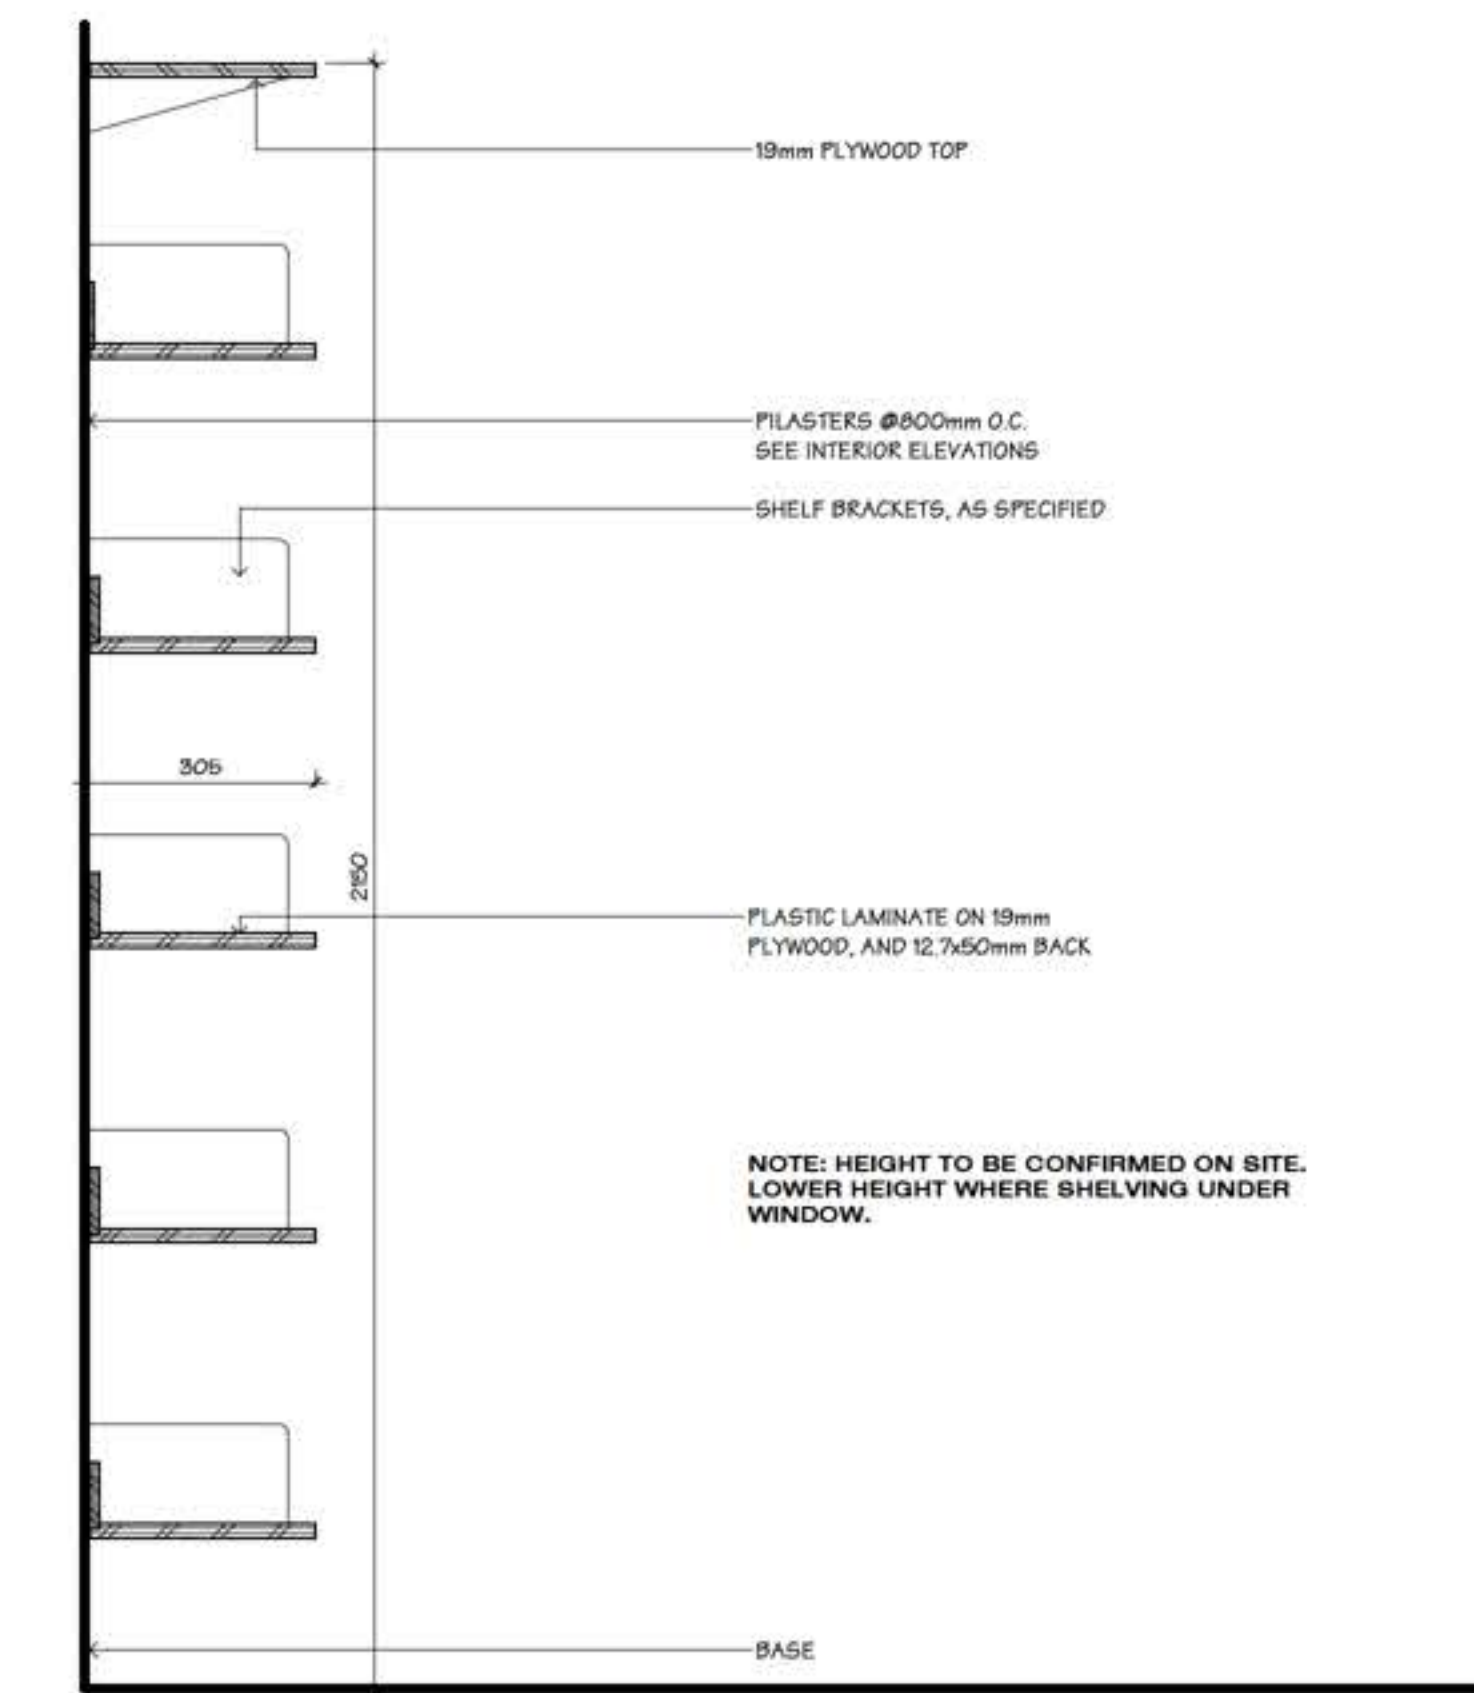 19mm PLYWOOD TOP
PILASTERS @800mm O.C.
SEE INTERIOR ELEVATIONS
SHELF BRACKETS, AS SPECIFIED
305
2150
PLASTIC LAMINATE ON 19mm
PLYWOOD, AND 12.7x50mm BACK
NOTE: HEIGHT TO BE CONFIRMED ON SITE.
LOWER HEIGHT WHERE SHELVING UNDER
WINDOW.
BASE